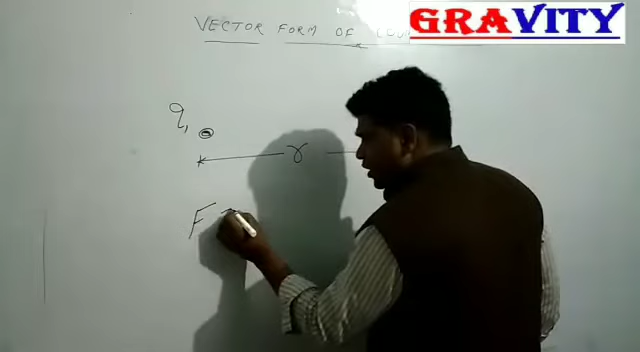 GRAVITY
VECTOR FORM OF
q₁
r
F =